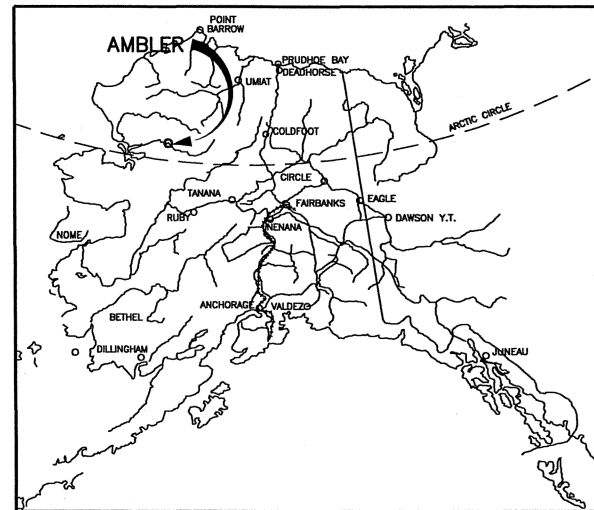 POINT
BARROW
AMBLER
PRUDHOE BAY
DEADHORSE
UMIAT
ARCTIC CIRCLE
COLDFOOT
CIRCLE
TANANA
EAGLE
FAIRBANKS
RUBY
DAWSON Y.T.
NENANA
NOME
ANCHORAGE
VALDEZ
BETHEL
DILLINGHAM
JUNEAU